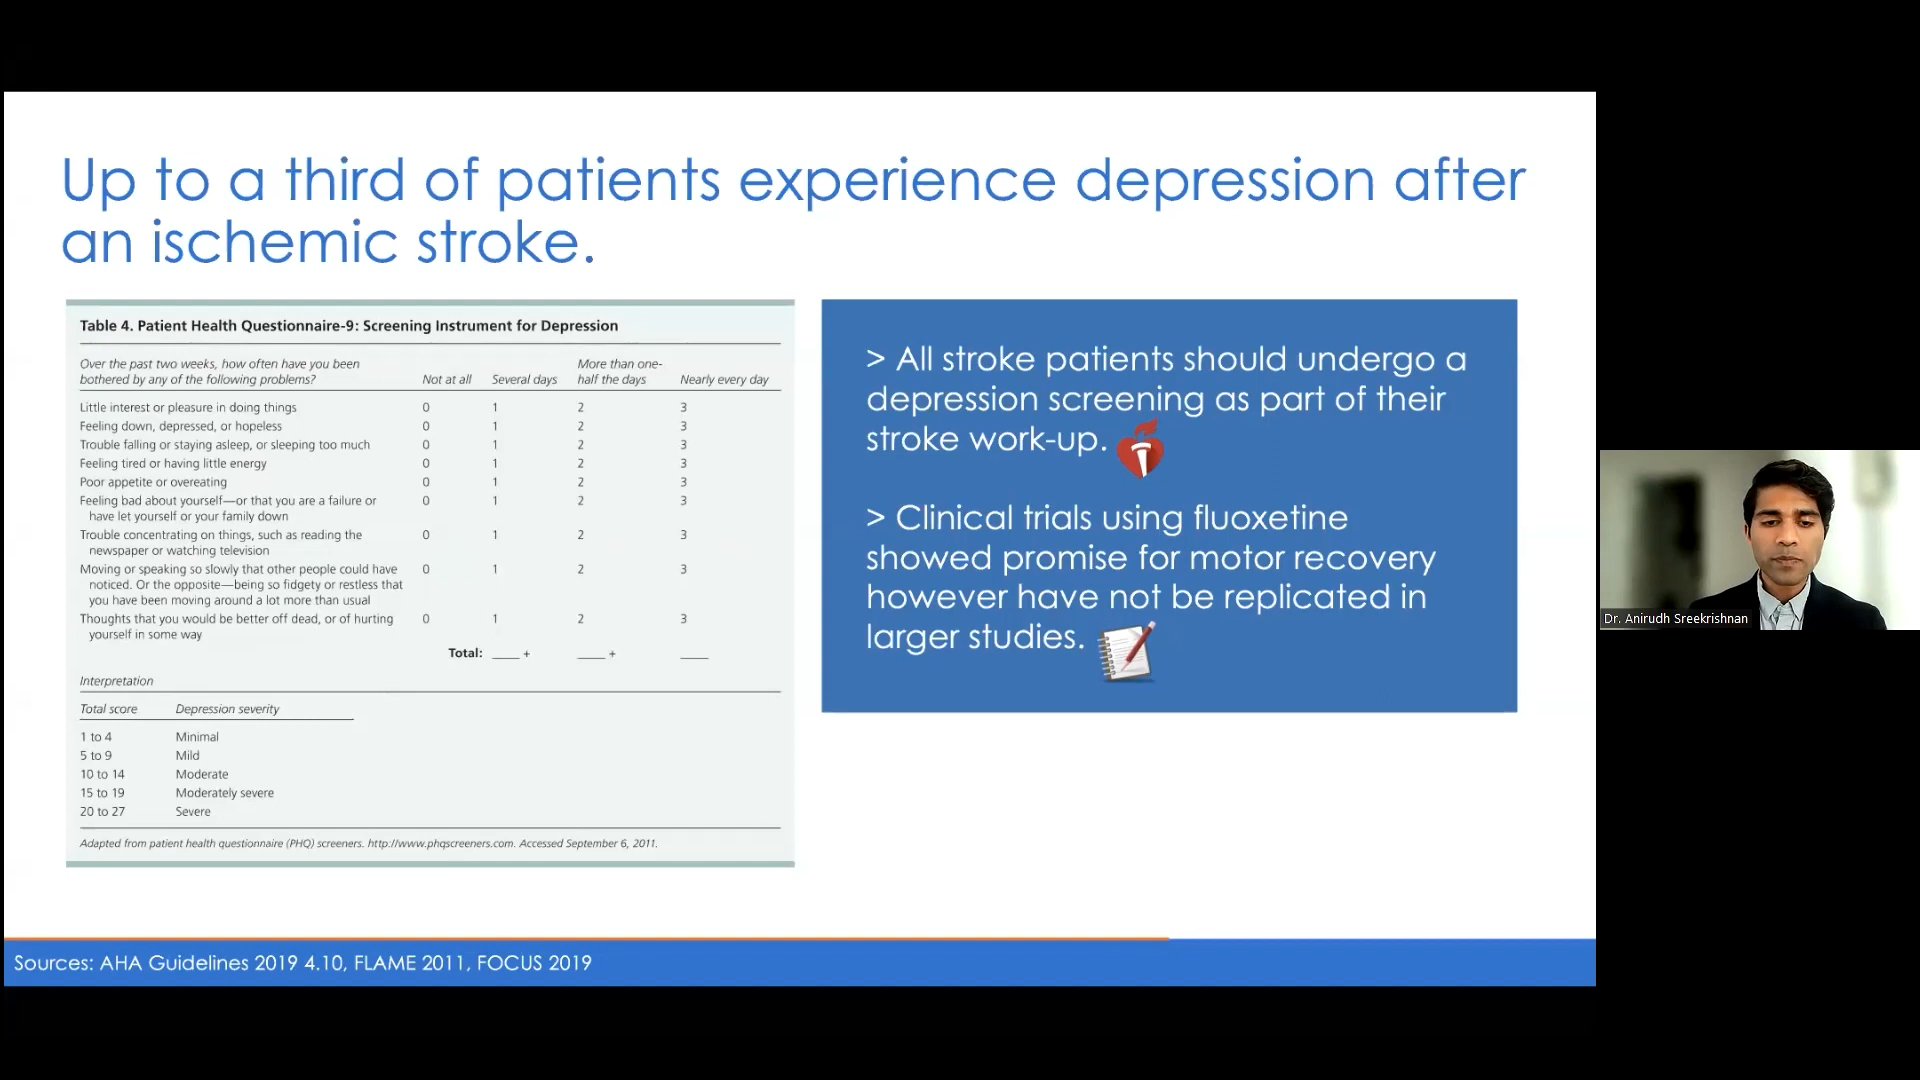 Up to a third of patients experience depression after
an ischemic stroke.
Table 4. Patient Health Questionnaire-9: Screening Instrument for Depression
Over the past two weeks, how often have you been
bothered by any of the following problems? Not at all Several days More than one-
half the days Nearly every day
Little interest or pleasure in doing things 0 1 2 3
Feeling down, depressed, or hopeless 0 1 2 3
Trouble falling or staying asleep, or sleeping too much 0 1 2 3
Feeling tired or having little energy 0 1 2 3
Poor appetite or overeating 0 1 2 3
Feeling bad about yourself—or that you are a failure or 0 1 2 3
have let yourself or your family down
Trouble concentrating on things, such as reading the 0 1 2 3
newspaper or watching television
Moving or speaking so slowly that other people could have 0 1 2 3
noticed. Or the opposite—being so fidgety or restless that
you have been moving around a lot more than usual
Thoughts that you would be better off dead, or of hurting 0 1 2 3
yourself in some way
Total: ____ + ____ + ____
Interpretation
Total score Depression severity
1 to 4 Minimal
5 to 9 Mild
10 to 14 Moderate
15 to 19 Moderately severe
20 to 27 Severe
Adapted from patient health questionnaire (PHQ) screeners. http://www.phqscreeners.com. Accessed September 6, 2011.
> All stroke patients should undergo a
depression screening as part of their
stroke work-up.
> Clinical trials using fluoxetine
showed promise for motor recovery
however have not be replicated in
larger studies.
Dr. Anirudh Sreekrishnan
Sources: AHA Guidelines 2019 4.10, FLAME 2011, FOCUS 2019